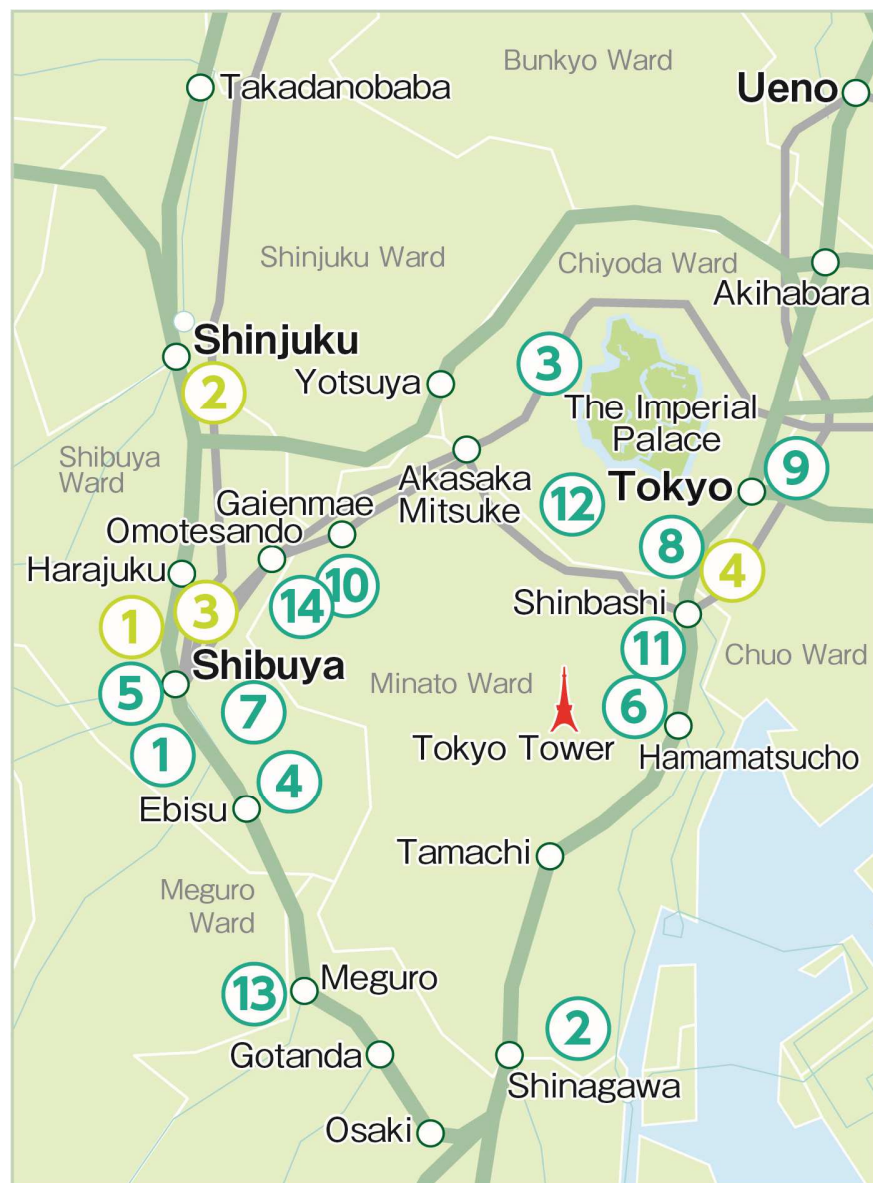 Bunkyo Ward
Takadanobaba
Ueno
Shinjuku Ward
Chiyoda Ward
Akihabara
Shinjuku
Yotsuya
3
2
The Imperial
Palace
Shibuya
Ward
Akasaka
Mitsuke
9
Tokyo
12
Gaienmae
Omotesando
8
4
Harajuku
10
14
Shinbashi
1
3
11
Chuo Ward
Shibuya
Minato Ward
5
7
6
Tokyo Tower
Hamamatsucho
1
4
Ebisu
Tamachi
Meguro
Ward
Meguro
13
2
Gotanda
Shinagawa
Osaki